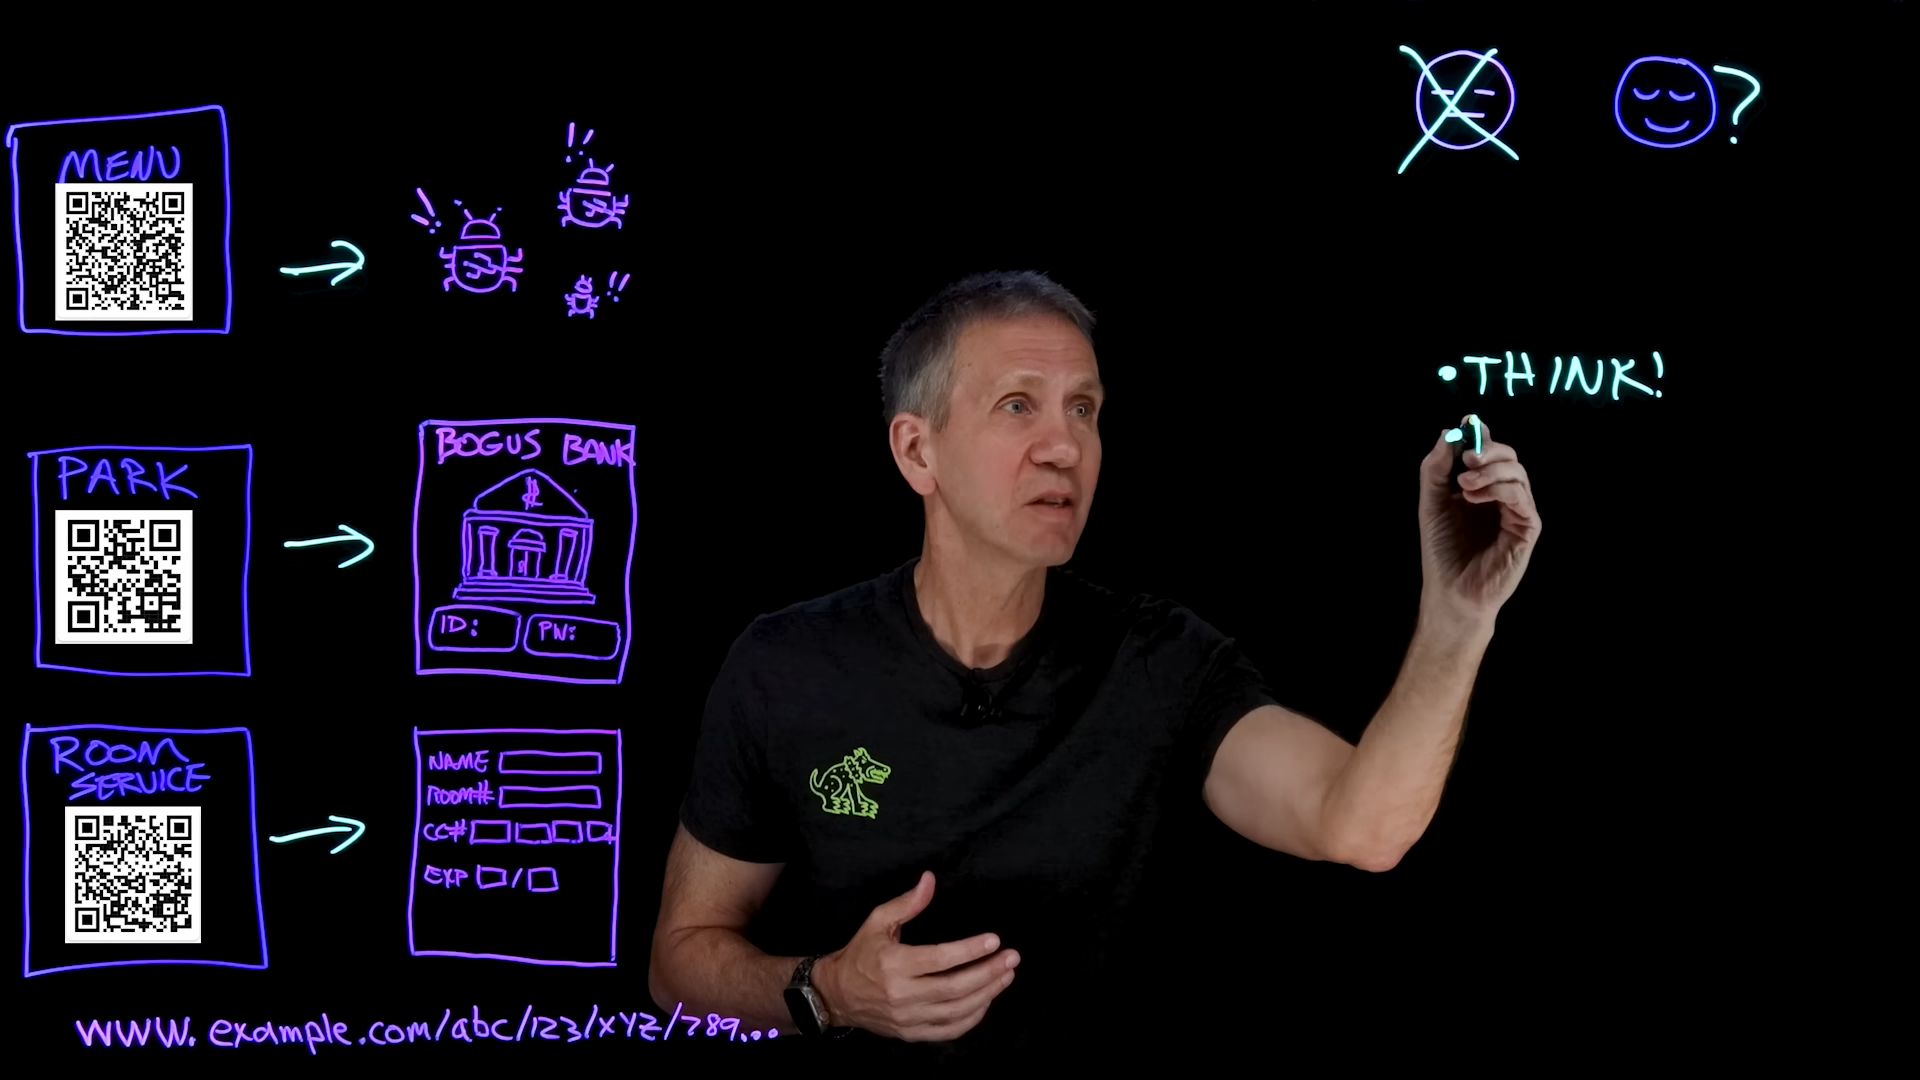 MENU
!!
!!
!!
PARK
BOGUS BANK
ID:
PW:
ROOM
SERVICE
NAME
ROOM#
CC#
EXP /
www.example.com/abc/123/XYZ/789...
?
• THINK!
•